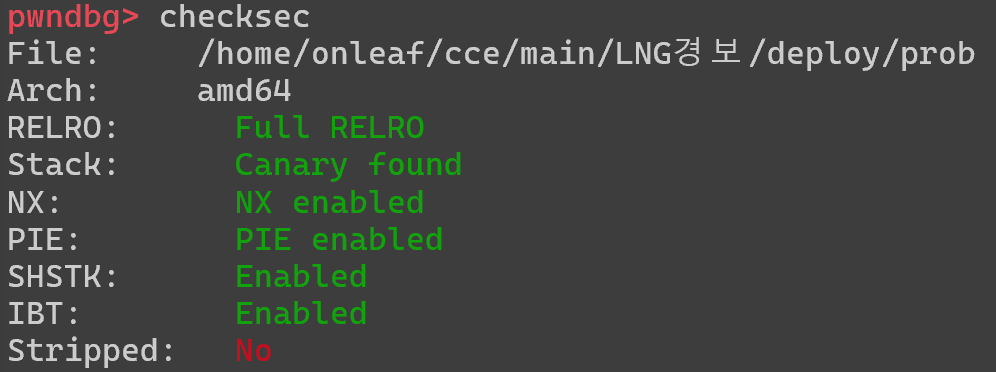 pwndbg> checksec
File:     /home/onleaf/cce/main/LNG경보/deploy/prob
Arch:     amd64
RELRO:      Full RELRO
Stack:      Canary found
NX:         NX enabled
PIE:        PIE enabled
SHSTK:      Enabled
IBT:        Enabled
Stripped:   No